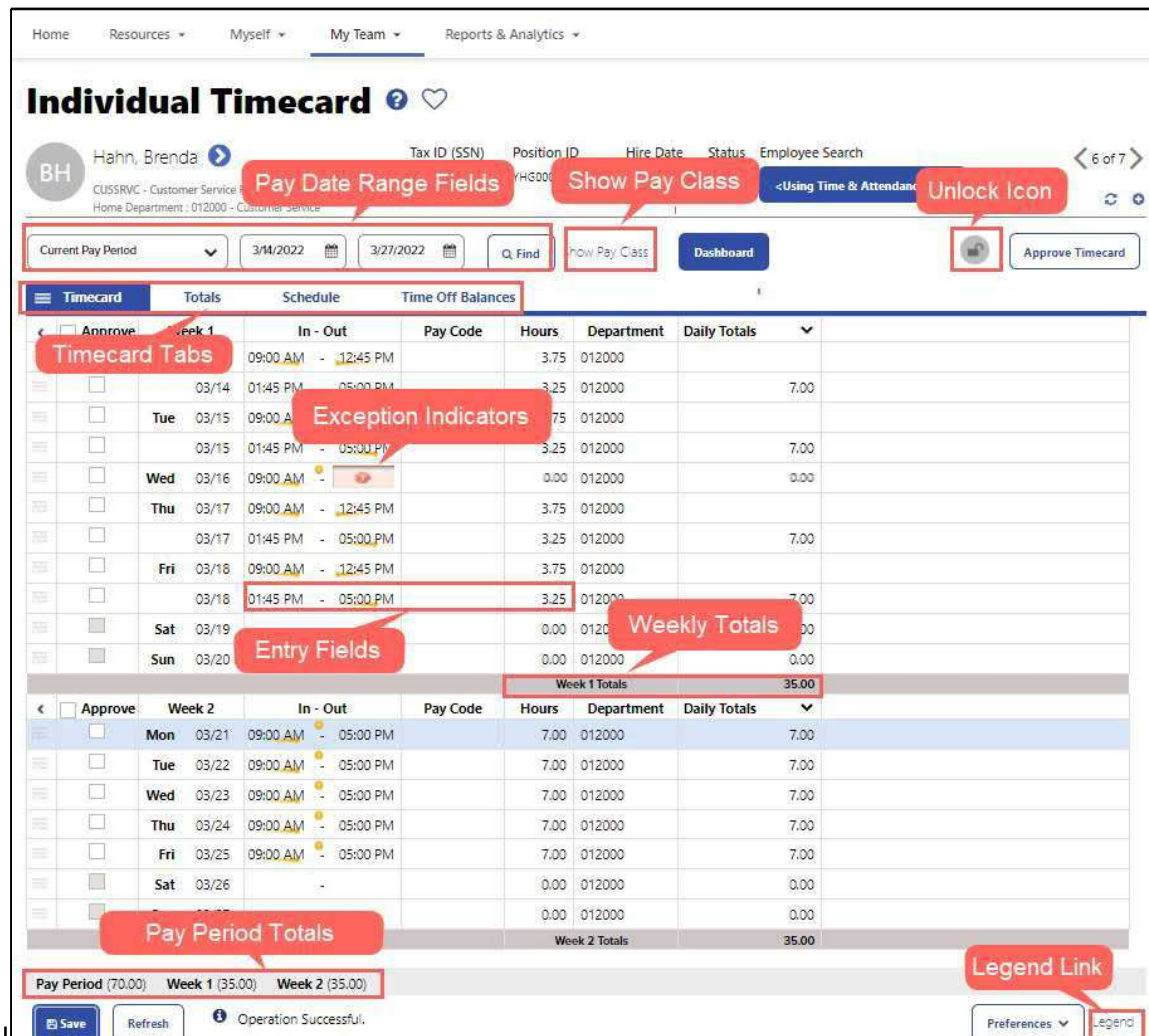 Home Resources Myself My Team Reports & Analytics
Individual Timecard ?
BH Hahn, Brenda Tax ID (SSN) Position ID Hire Date Status Employee Search 6 of 7
CUSSRVC - Customer Service Pay Date Range Fields Show Pay Class <Using Time & Attendanc Unlock Icon
Home Department : 012000 - Customer Service
Current Pay Period 3/14/2022 3/27/2022 Find how Pay Class Dashboard Approve Timecard
Timecard Totals Schedule Time Off Balances
< Approve Week 1 In - Out Pay Code Hours Department Daily Totals
Timecard Tabs 09:00 AM - 12:45 PM 3.75 012000
03/14 01:45 PM - 05:00 PM 3.25 012000 7.00
Tue 03/15 09:00 A Exception Indicators 75 012000
03/15 01:45 PM - 05:00 PM 3.25 012000 7.00
Wed 03/16 09:00 AM - 0.00 012000 0.00
Thu 03/17 09:00 AM - 12:45 PM 3.75 012000
03/17 01:45 PM - 05:00 PM 3.25 012000 7.00
Fri 03/18 09:00 AM - 12:45 PM 3.75 012000
03/18 01:45 PM - 05:00 PM 3.25 012000 7.00
Sat 03/19 0.00 0120 Weekly Totals 00
Sun 03/20 Entry Fields 0.00 012000 0.00
Week 1 Totals 35.00
< Approve Week 2 In - Out Pay Code Hours Department Daily Totals
Mon 03/21 09:00 AM - 05:00 PM 7.00 012000 7.00
Tue 03/22 09:00 AM - 05:00 PM 7.00 012000 7.00
Wed 03/23 09:00 AM - 05:00 PM 7.00 012000 7.00
Thu 03/24 09:00 AM - 05:00 PM 7.00 012000 7.00
Fri 03/25 09:00 AM - 05:00 PM 7.00 012000 7.00
Sat 03/26 - 0.00 012000 0.00
0.00 012000 0.00
Pay Period Totals
Week 2 Totals 35.00
Legend Link
Pay Period (70.00) Week 1 (35.00) Week 2 (35.00)
Save Refresh Operation Successful. Preferences Legend